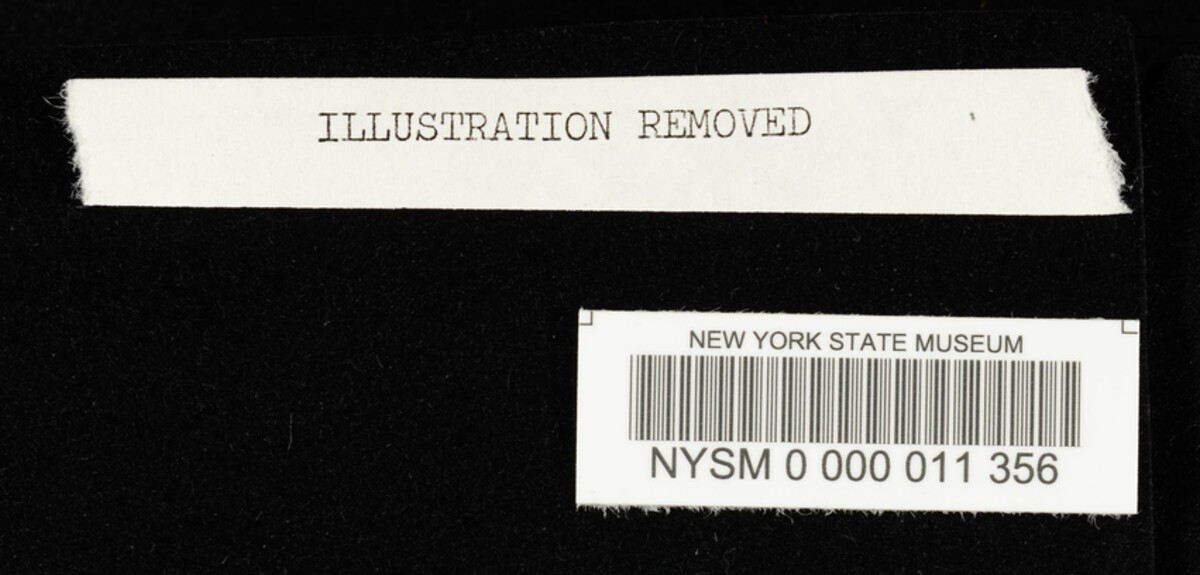 ILLUSTRATION REMOVED
NEW YORK STATE MUSEUM
NYSM 0 000 011 356